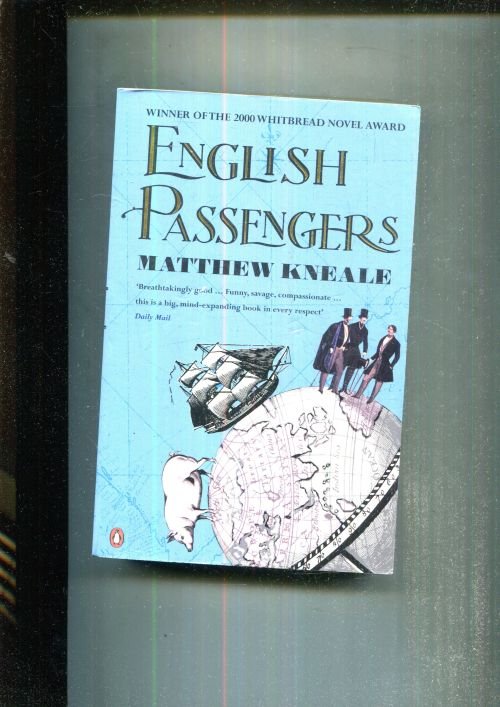 WINNER OF THE 2000 WHITBREAD NOVEL AWARD
ENGLISH
PASSENGERS
MATTHEW KNEALE
'Breathtakingly good ... Funny, savage, compassionate ...
this is a big, mind-expanding book in every respect'
Daily Mail